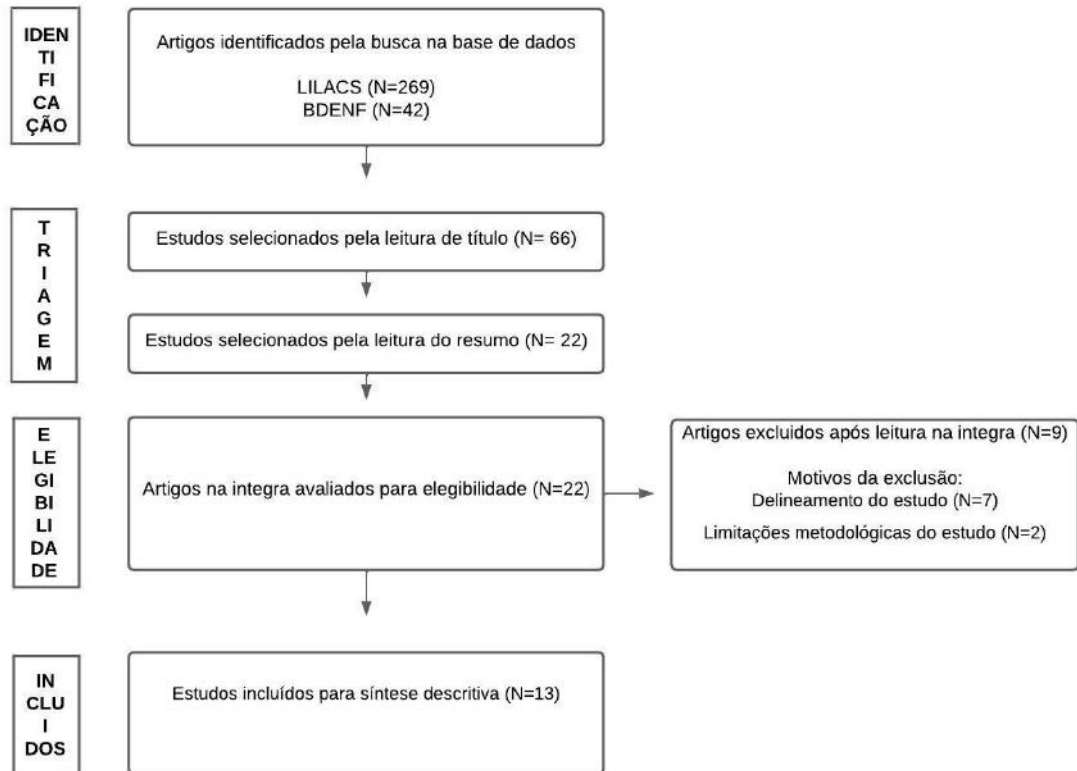 IDEN
TI
FI
CA
ÇÃO
Artigos identificados pela busca na base de dados
LILACS (N=269)
BDENF (N=42)
T
R
I
A
G
E
M
Estudos selecionados pela leitura de título (N= 66)
Estudos selecionados pela leitura do resumo (N= 22)
E
LE
GI
BI
LI
DA
DE
Artigos na integra avaliados para elegibilidade (N=22)
Artigos excluidos após leitura na integra (N=9)
Motivos da exclusão:
Delineamento do estudo (N=7)
Limitações metodológicas do estudo (N=2)
IN
CLU
I
DOS
Estudos incluídos para síntese descritiva (N=13)